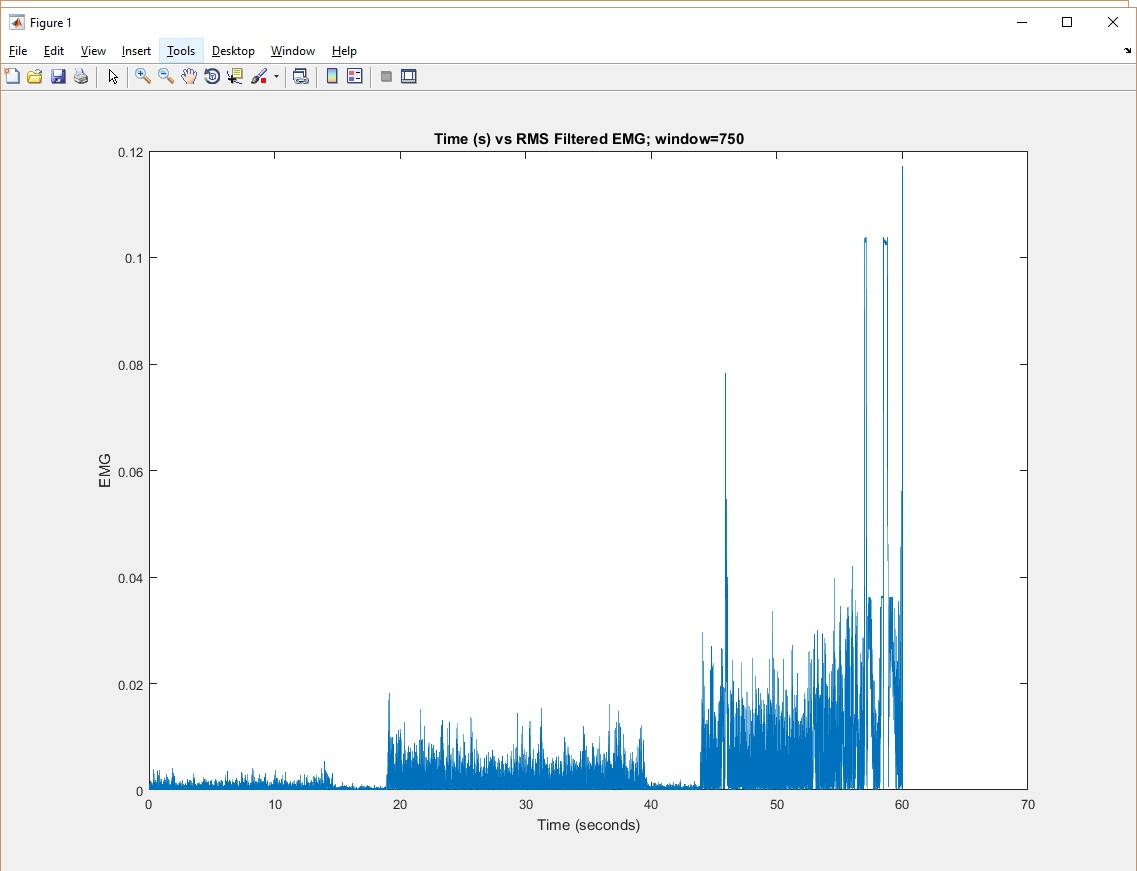 Figure 1
File Edit View Insert Tools Desktop Window Help
Time (s) vs RMS Filtered EMG; window=750
0.12
0.1
0.08
0.06
0.04
0.02
0
EMG
0 10 20 30 40 50 60 70
Time (seconds)